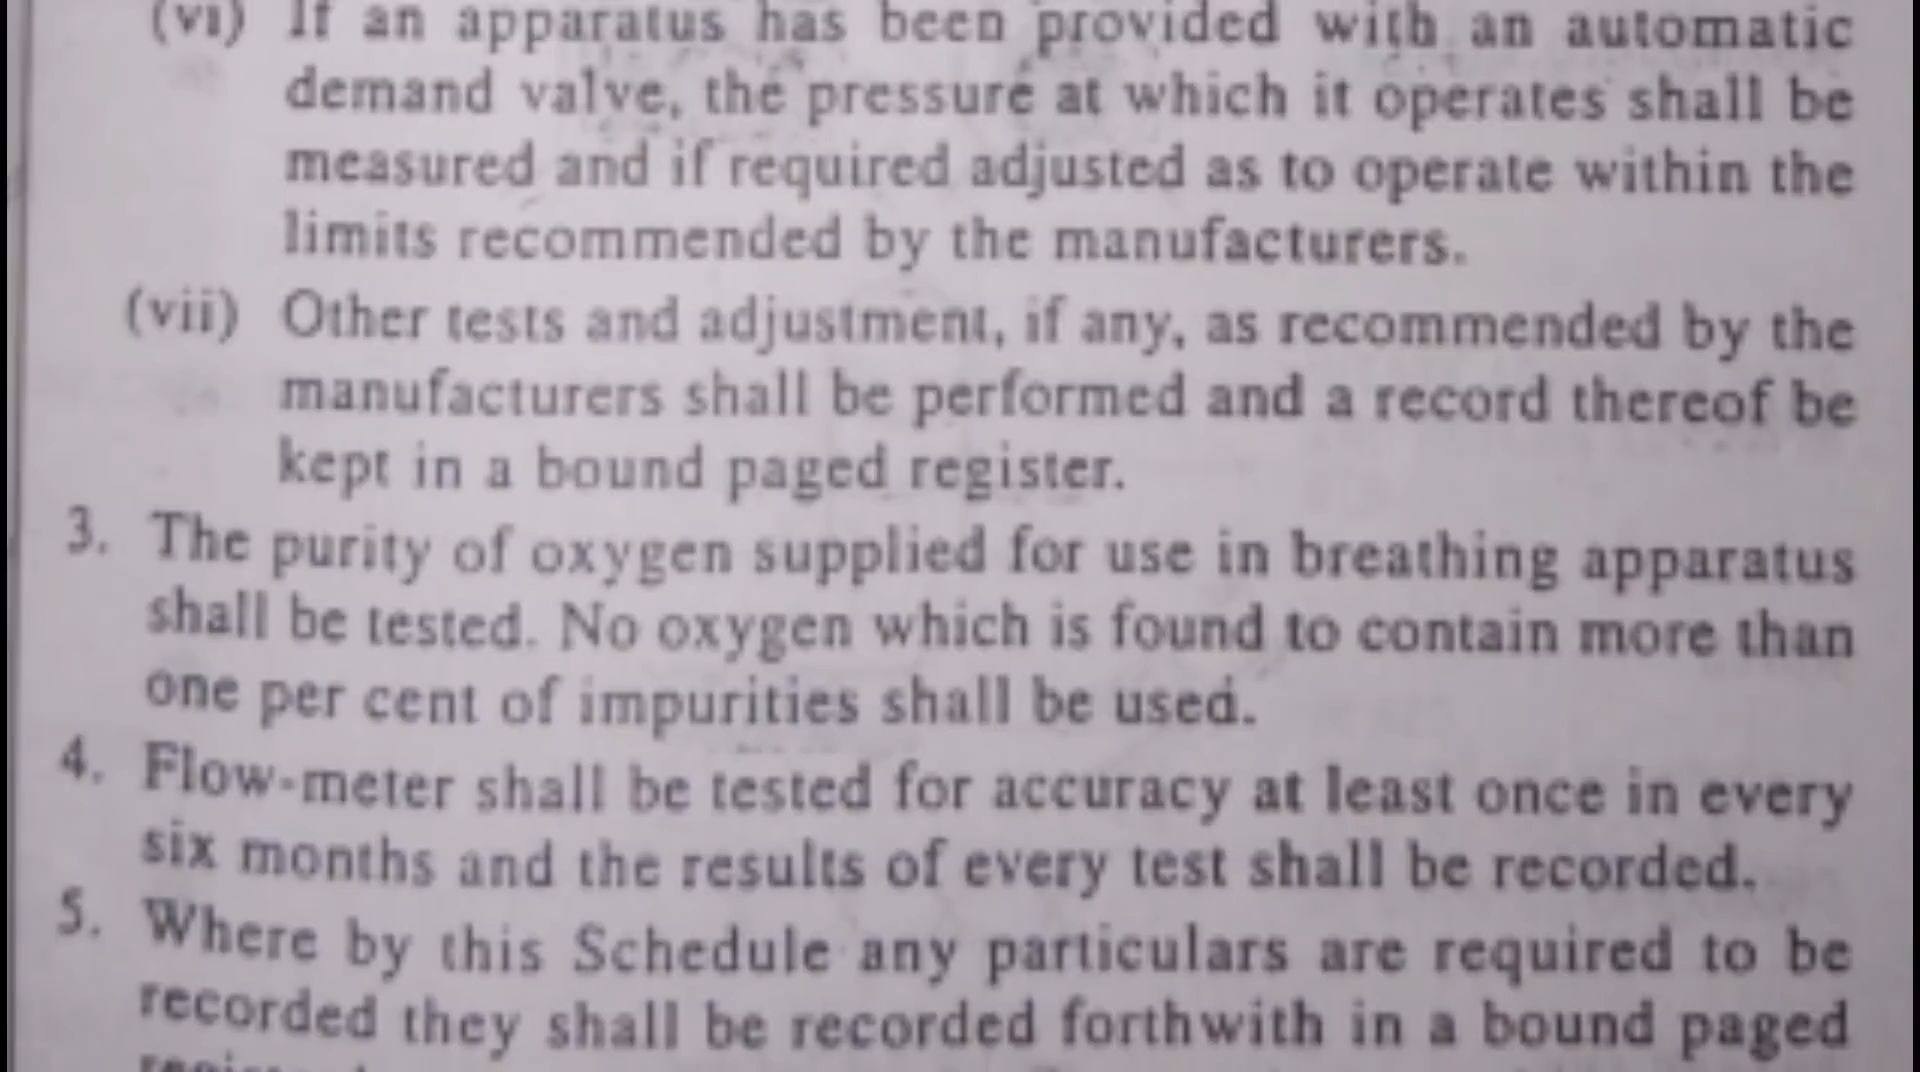 (vi) If an apparatus has been provided with an automatic
demand valve, the pressure at which it operates shall be
measured and if required adjusted as to operate within the
limits recommended by the manufacturers.
(vii) Other tests and adjustment, if any, as recommended by the
manufacturers shall be performed and a record thereof be
kept in a bound paged register.
3. The purity of oxygen supplied for use in breathing apparatus
shall be tested. No oxygen which is found to contain more than
one per cent of impurities shall be used.
4. Flow-meter shall be tested for accuracy at least once in every
six months and the results of every test shall be recorded.
5. Where by this Schedule any particulars are required to be
recorded they shall be recorded forthwith in a bound paged